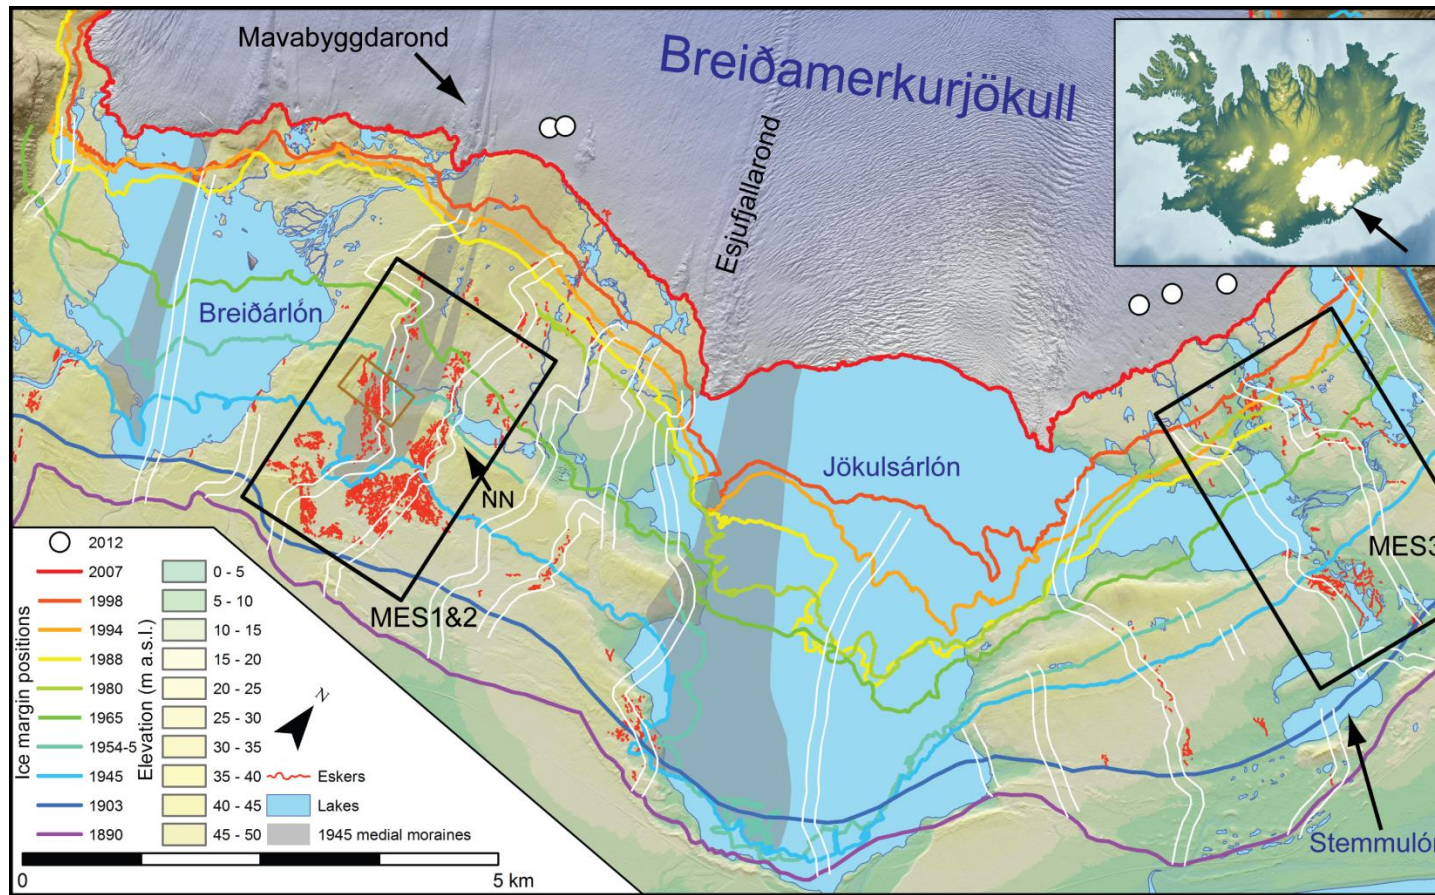 Mavabyggdarond
Breiðamerkurjökull
Esjufjallarond
Breiðárlón
Jökulsárlón
NN
MES1&2
MES3
Stemmulón
Ice margin positions
2012
2007
1998
1994
1988
1980
1965
1954-5
1945
1903
1890
Elevation (m a.s.l.)
0 - 5
5 - 10
10 - 15
15 - 20
20 - 25
25 - 30
30 - 35
35 - 40
40 - 45
45 - 50
N
Eskers
Lakes
1945 medial moraines
0
5 km